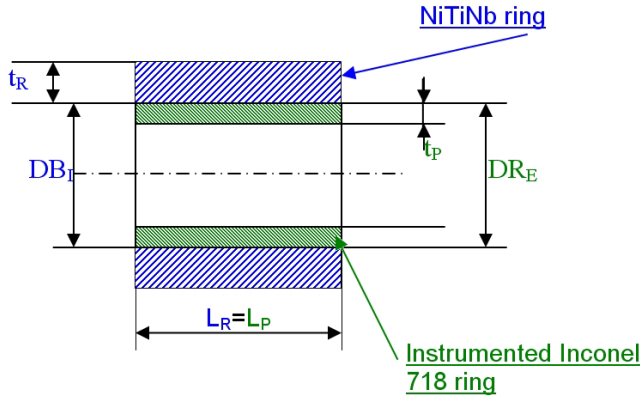 NiTiNb ring
tR
DBI
tP
DRE
LR=LP
Instrumented Inconel
718 ring